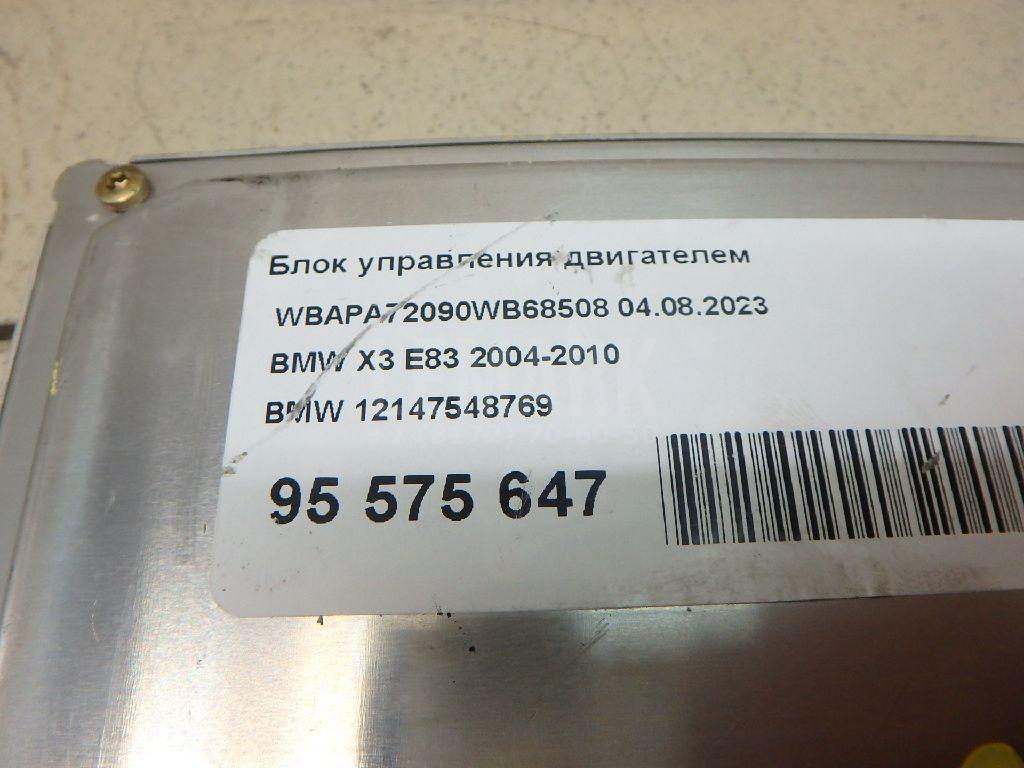 Блок управления двигателем
WBAPA72090WB68508 04.08.2023
BMW X3 E83 2004-2010
BMW 12147548769
95 575 647